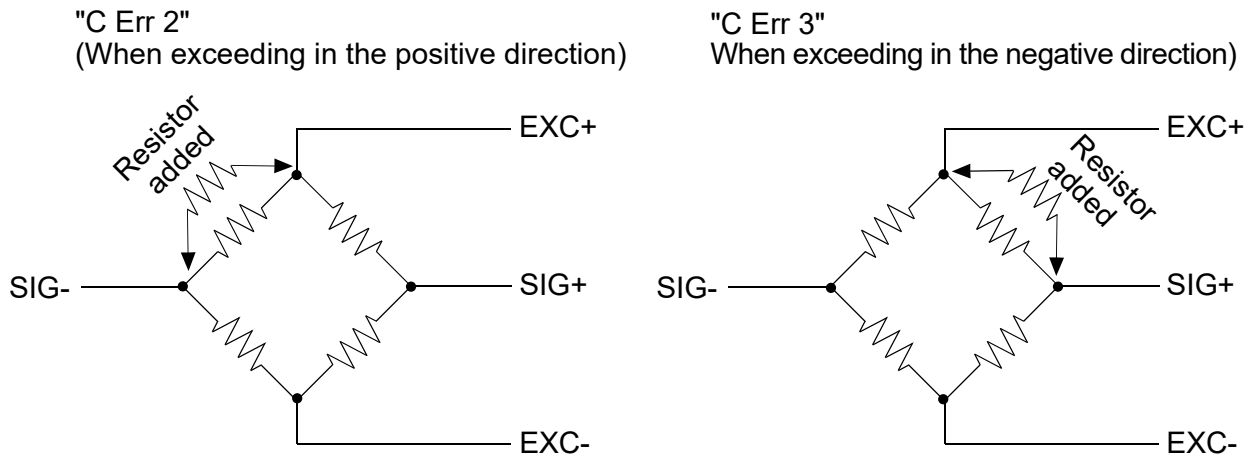 "C Err 2"
(When exceeding in the positive direction)
Resistor
added
EXC+
SIG-
SIG+
EXC-
"C Err 3"
When exceeding in the negative direction)
EXC+
Resistor
added
SIG-
SIG+
EXC-